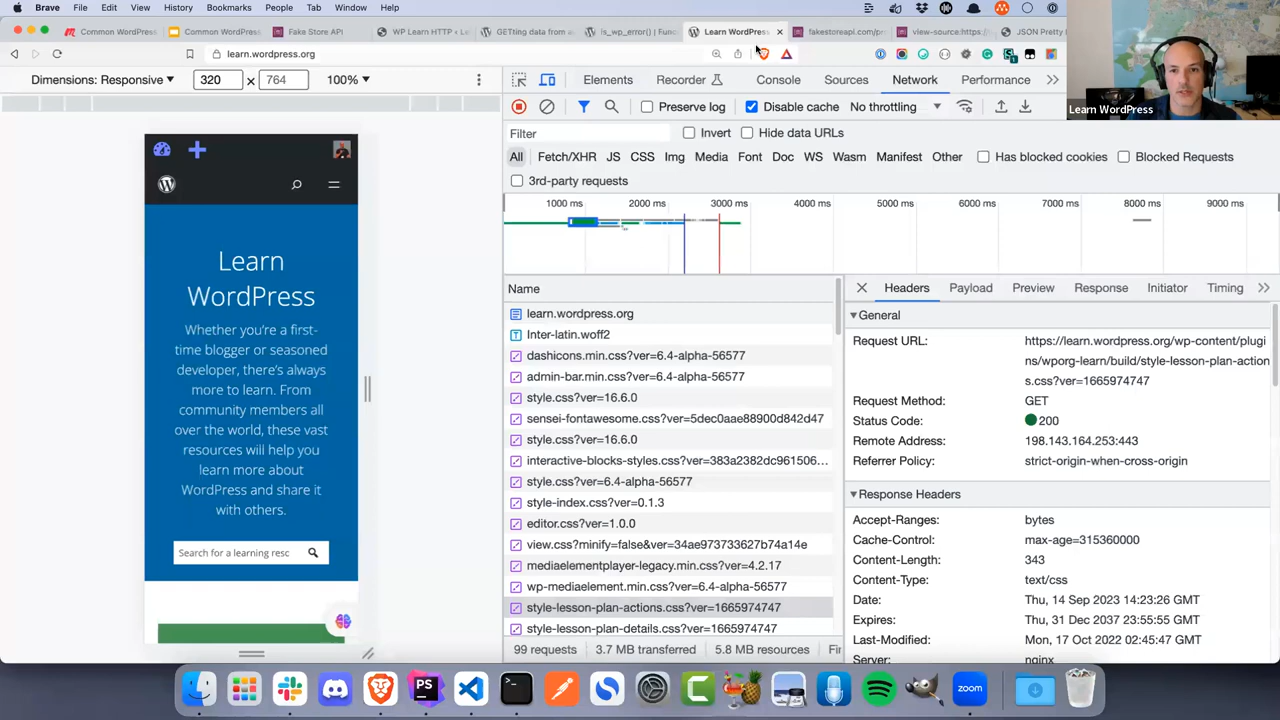 Brave File Edit View History Bookmarks People Tab Window Help
Common WordPres
Common WordPress
Fake Store API
WP Learn HTTP
GETting data from a
is_wp_error() | Func
Learn WordPress
fakestoreapi.com/pr
view-source:https:/
JSON Pretty
learn.wordpress.org
Dimensions: Responsive 320 x 764 100%
Elements Recorder Console Sources Network Performance
Preserve log Disable cache No throttling
Learn WordPress
Filter Invert Hide data URLs
All Fetch/XHR JS CSS Img Media Font Doc WS Wasm Manifest Other Has blocked cookies Blocked Requests
3rd-party requests
1000 ms 2000 ms 3000 ms 4000 ms 5000 ms 6000 ms 7000 ms 8000 ms 9000 ms
Learn
WordPress
Whether you're a first-
time blogger or seasoned
developer, there's always
more to learn. From
community members all
over the world, these vast
resources will help you
learn more about
WordPress and share it
with others.
Search for a learning resc
Name
learn.wordpress.org
Inter-latin.woff2
dashicons.min.css?ver=6.4-alpha-56577
admin-bar.min.css?ver=6.4-alpha-56577
style.css?ver=16.6.0
sensei-fontawesome.css?ver=5dec0aae88900d842d47
style.css?ver=16.6.0
interactive-blocks-styles.css?ver=383a2382dc961506...
style.css?ver=6.4-alpha-56577
style-index.css?ver=0.1.3
editor.css?ver=1.0.0
view.css?minify=false&ver=34ae973733627b74a14e
mediaelementplayer-legacy.min.css?ver=4.2.17
wp-mediaelement.min.css?ver=6.4-alpha-56577
style-lesson-plan-actions.css?ver=1665974747
style-lesson-plan-details.css?ver=1665974747
99 requests 3.7 MB transferred 5.8 MB resources Fir
Headers Payload Preview Response Initiator Timing
General
Request URL: https://learn.wordpress.org/wp-content/plugi
ns/wporg-learn/build/style-lesson-plan-action
s.css?ver=1665974747
Request Method: GET
Status Code: 200
Remote Address: 198.143.164.253:443
Referrer Policy: strict-origin-when-cross-origin
Response Headers
Accept-Ranges: bytes
Cache-Control: max-age=315360000
Content-Length: 343
Content-Type: text/css
Date: Thu, 14 Sep 2023 14:23:26 GMT
Expires: Thu, 31 Dec 2037 23:55:55 GMT
Last-Modified: Mon, 17 Oct 2022 02:45:47 GMT
Server: nginx
PS
zoom